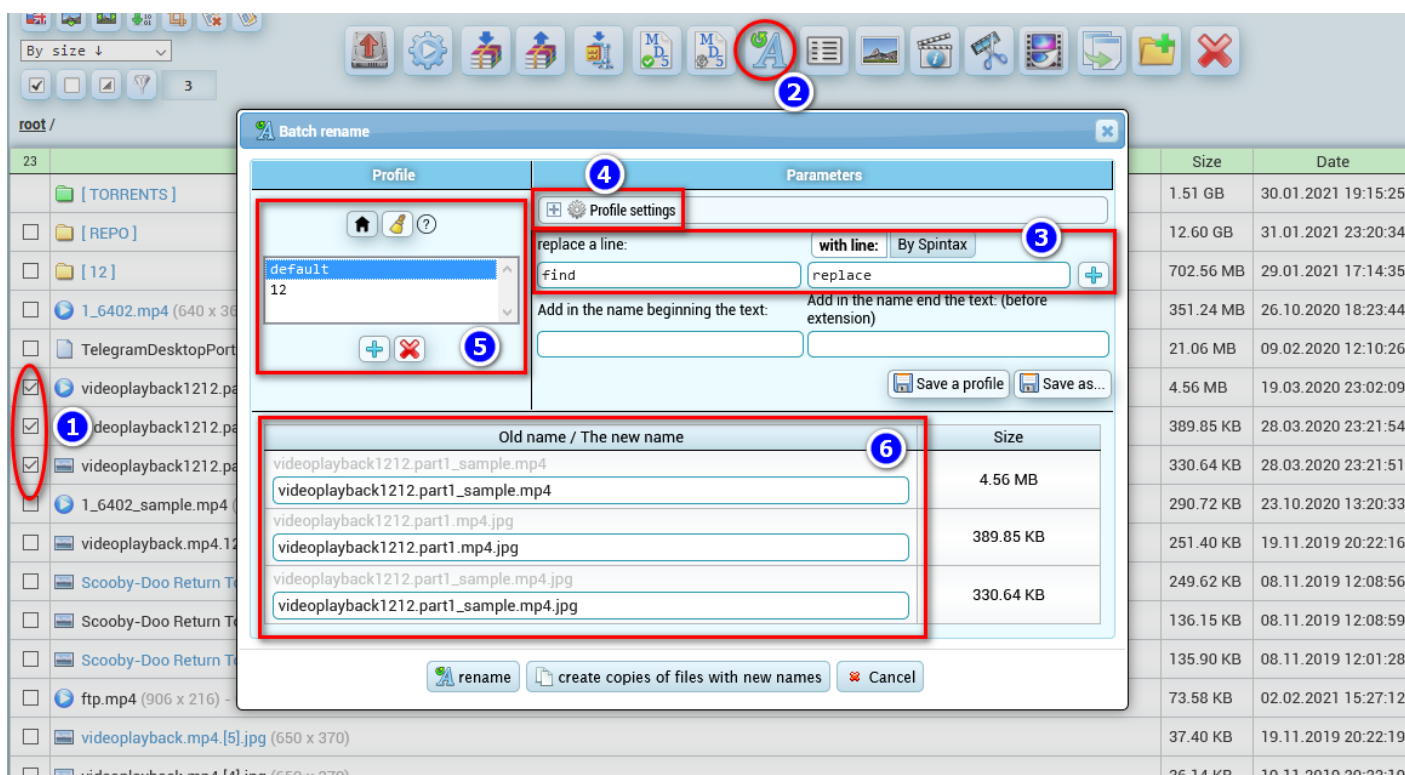 By size ↓
3
2
root /
Batch rename
23
Size
Date
Profile
4
Parameters
[ TORRENTS ]
1.51 GB
30.01.2021 19:15:25
Profile settings
[ REPO ]
12.60 GB
31.01.2021 23:20:34
replace a line:
with line:
By Spintax
3
[ 12 ]
702.56 MB
29.01.2021 17:14:35
default
find
replace
12
1_6402.mp4 (640 x 36
351.24 MB
26.10.2020 18:23:44
Add in the name beginning the text:
Add in the name end the text: (before
extension)
TelegramDesktopPort
5
21.06 MB
09.02.2020 12:10:26
videoplayback1212.pa
Save a profile
Save as...
4.56 MB
19.03.2020 23:02:09
1
deoplayback1212.pa
389.85 KB
28.03.2020 23:21:54
Old name / The new name
6
Size
videoplayback1212.pa
330.64 KB
28.03.2020 23:21:51
videoplayback1212.part1_sample.mp4
videoplayback1212.part1_sample.mp4
4.56 MB
1_6402_sample.mp4 (
290.72 KB
23.10.2020 13:20:33
videoplayback1212.part1.mp4.jpg
videoplayback1212.part1.mp4.jpg
389.85 KB
videoplayback.mp4.12
251.40 KB
19.11.2019 20:22:16
videoplayback1212.part1_sample.mp4.jpg
videoplayback1212.part1_sample.mp4.jpg
330.64 KB
Scooby-Doo Return T
249.62 KB
08.11.2019 12:08:56
Scooby-Doo Return T
136.15 KB
08.11.2019 12:08:59
Scooby-Doo Return T
135.90 KB
08.11.2019 12:01:28
rename
create copies of files with new names
Cancel
ftp.mp4 (906 x 216) -
73.58 KB
02.02.2021 15:27:12
videoplayback.mp4.[5].jpg (650 x 370)
37.40 KB
19.11.2019 20:22:19